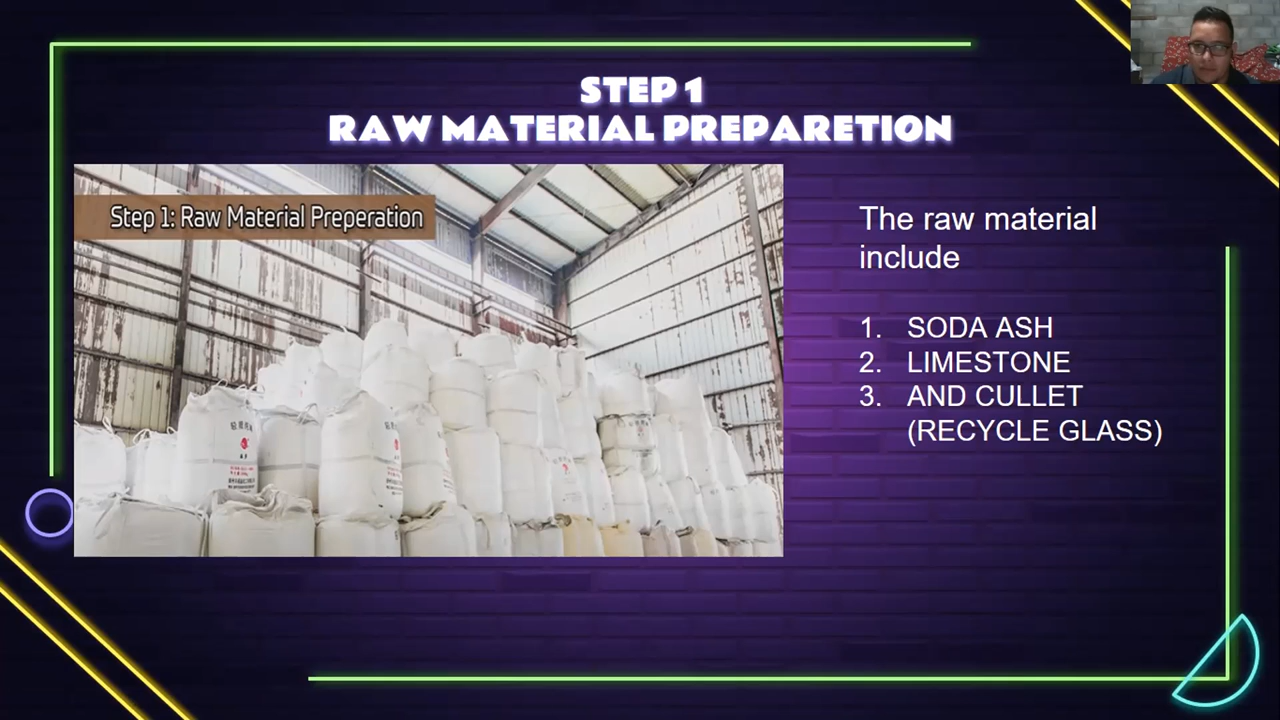 STEP 1
RAW MATERIAL PREPARETION
Step 1: Raw Material Preperation
The raw material
include
1. SODA ASH
2. LIMESTONE
3. AND CULLET
(RECYCLE GLASS)